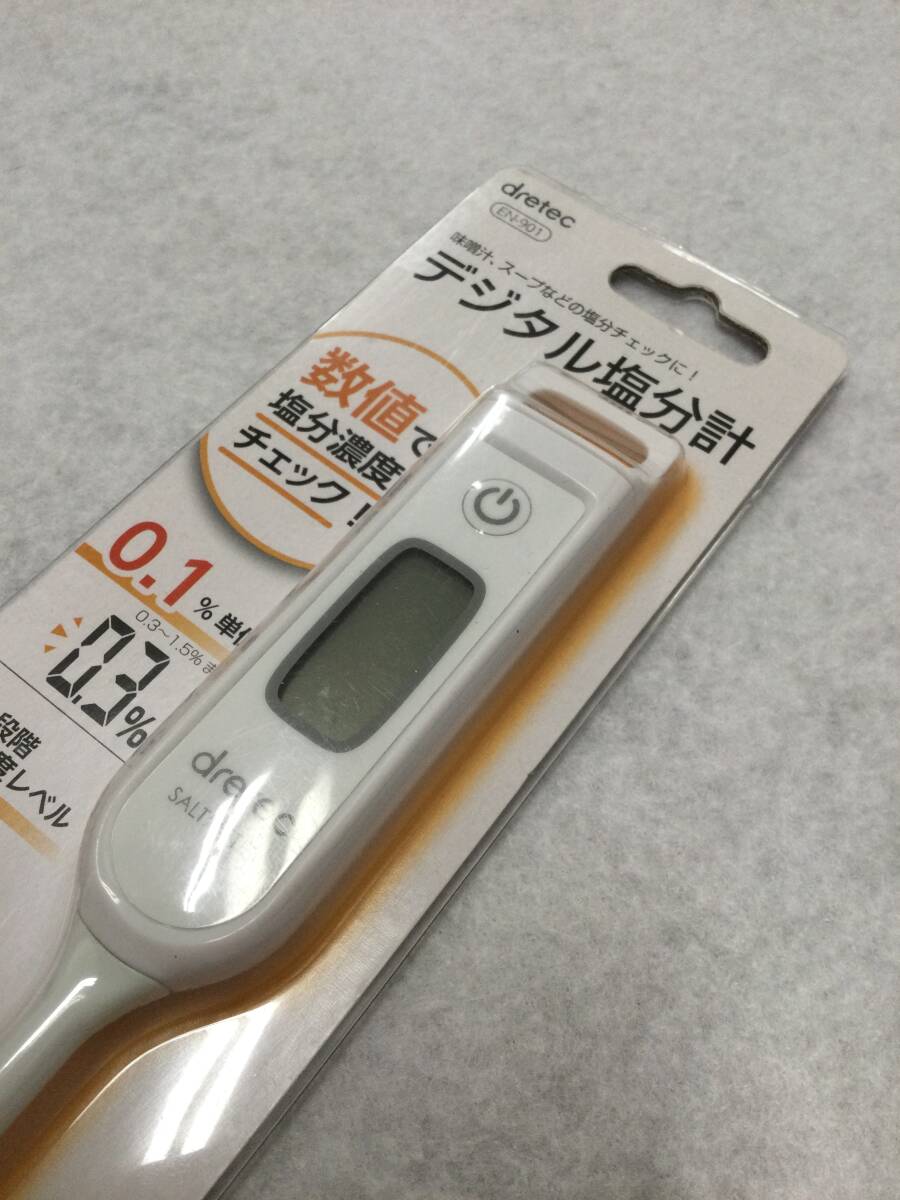 dretec
EN-901
味噌汁、スープなどの塩分チェックに！
デジタル塩分計
数値で
塩分濃度
チェック！
0.1%単位
0.3〜1.5%ま
0.3%
段階
度レベル
dretec
SALT